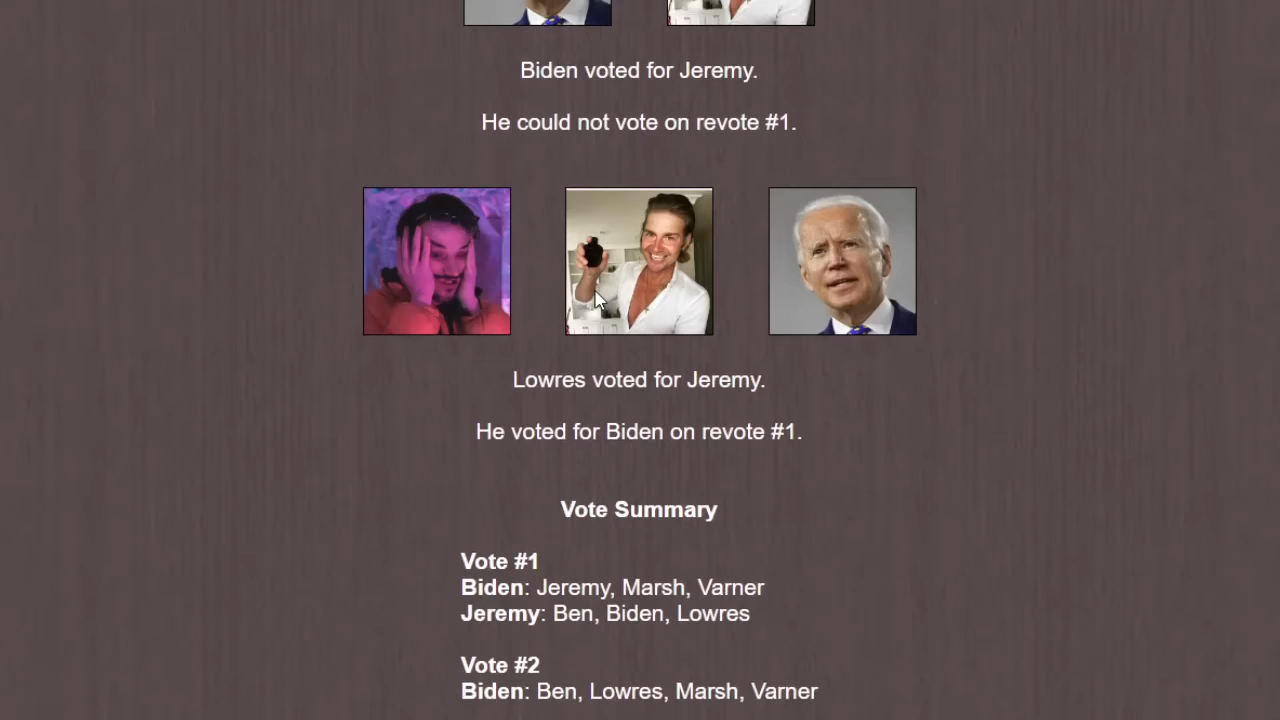 Biden voted for Jeremy.
He could not vote on revote #1.
Lowres voted for Jeremy.
He voted for Biden on revote #1.
Vote Summary
Vote #1
Biden: Jeremy, Marsh, Varner
Jeremy: Ben, Biden, Lowres
Vote #2
Biden: Ben, Lowres, Marsh, Varner